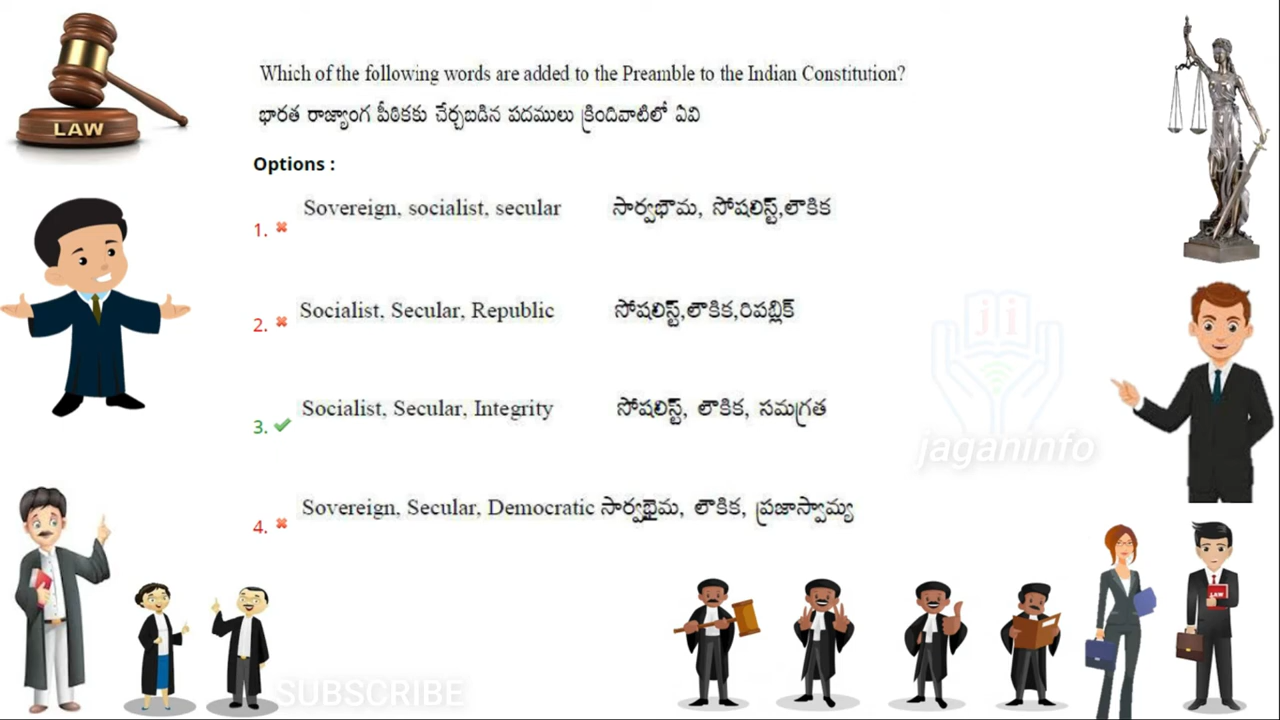 LAW
Which of the following words are added to the Preamble to the Indian Constitution?
భారత రాజ్యాంగ పీఠికకు చేర్చబడిన పదములు క్రిందివాటిలో ఏవి
Options :
1. Sovereign, socialist, secular సార్వభౌమ, సోషలిస్ట్,లౌకిక
2. Socialist, Secular, Republic సోషలిస్ట్,లౌకిక,రిపబ్లిక్
3. Socialist, Secular, Integrity సోషలిస్ట్, లౌకిక, సమగ్రత
4. Sovereign, Secular, Democratic సార్వభౌమ, లౌకిక, ప్రజాస్వామ్య
ji
jaganinfo
LAW
SUBSCRIBE